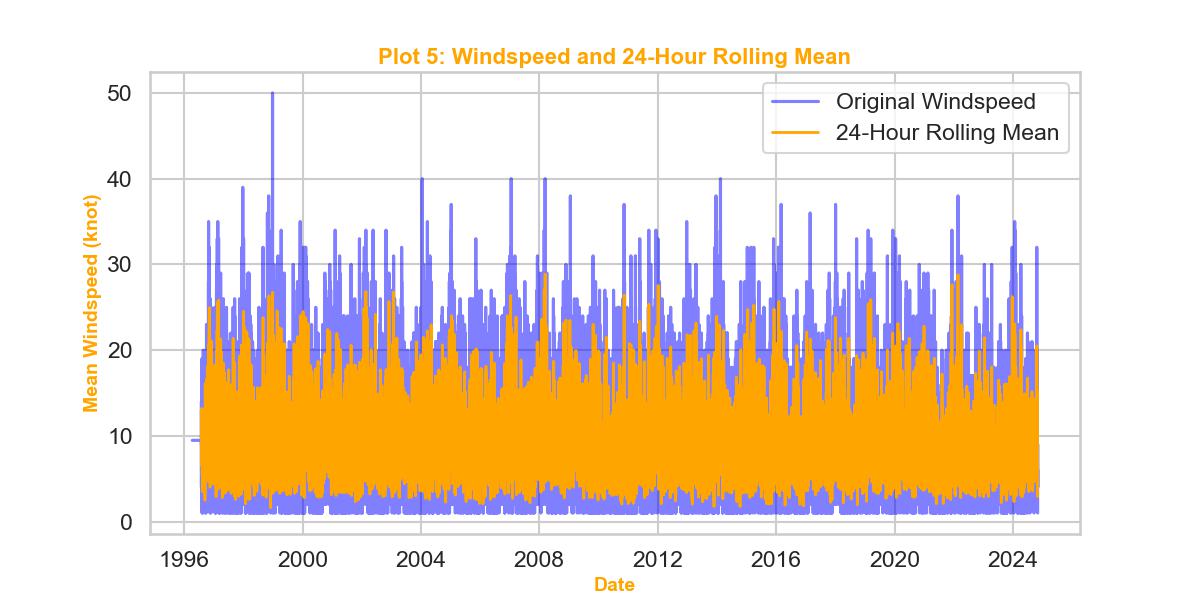 Plot 5: Windspeed and 24-Hour Rolling Mean
Original Windspeed
24-Hour Rolling Mean
Mean Windspeed (knot)
50
40
30
20
10
0
1996 2000 2004 2008 2012 2016 2020 2024
Date